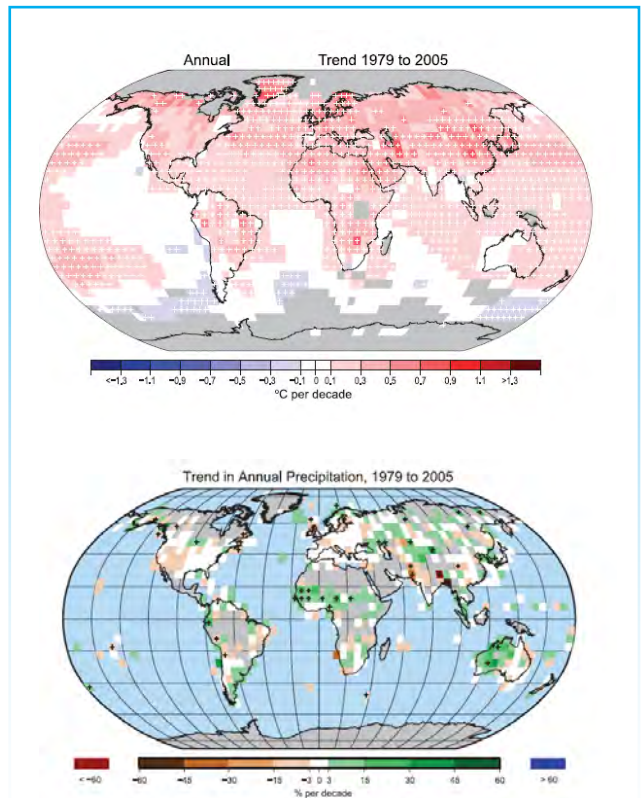 Annual Trend 1979 to 2005
<-1.3 -1.1 -0.9 -0.7 -0.5 -0.3 -0.1 0 0.1 0.3 0.5 0.7 0.9 1.1 >1.3
°C per decade
Trend in Annual Precipitation, 1979 to 2005
< -60 -60 -45 -30 -15 -3 0 3 15 30 45 60 > 60
% per decade